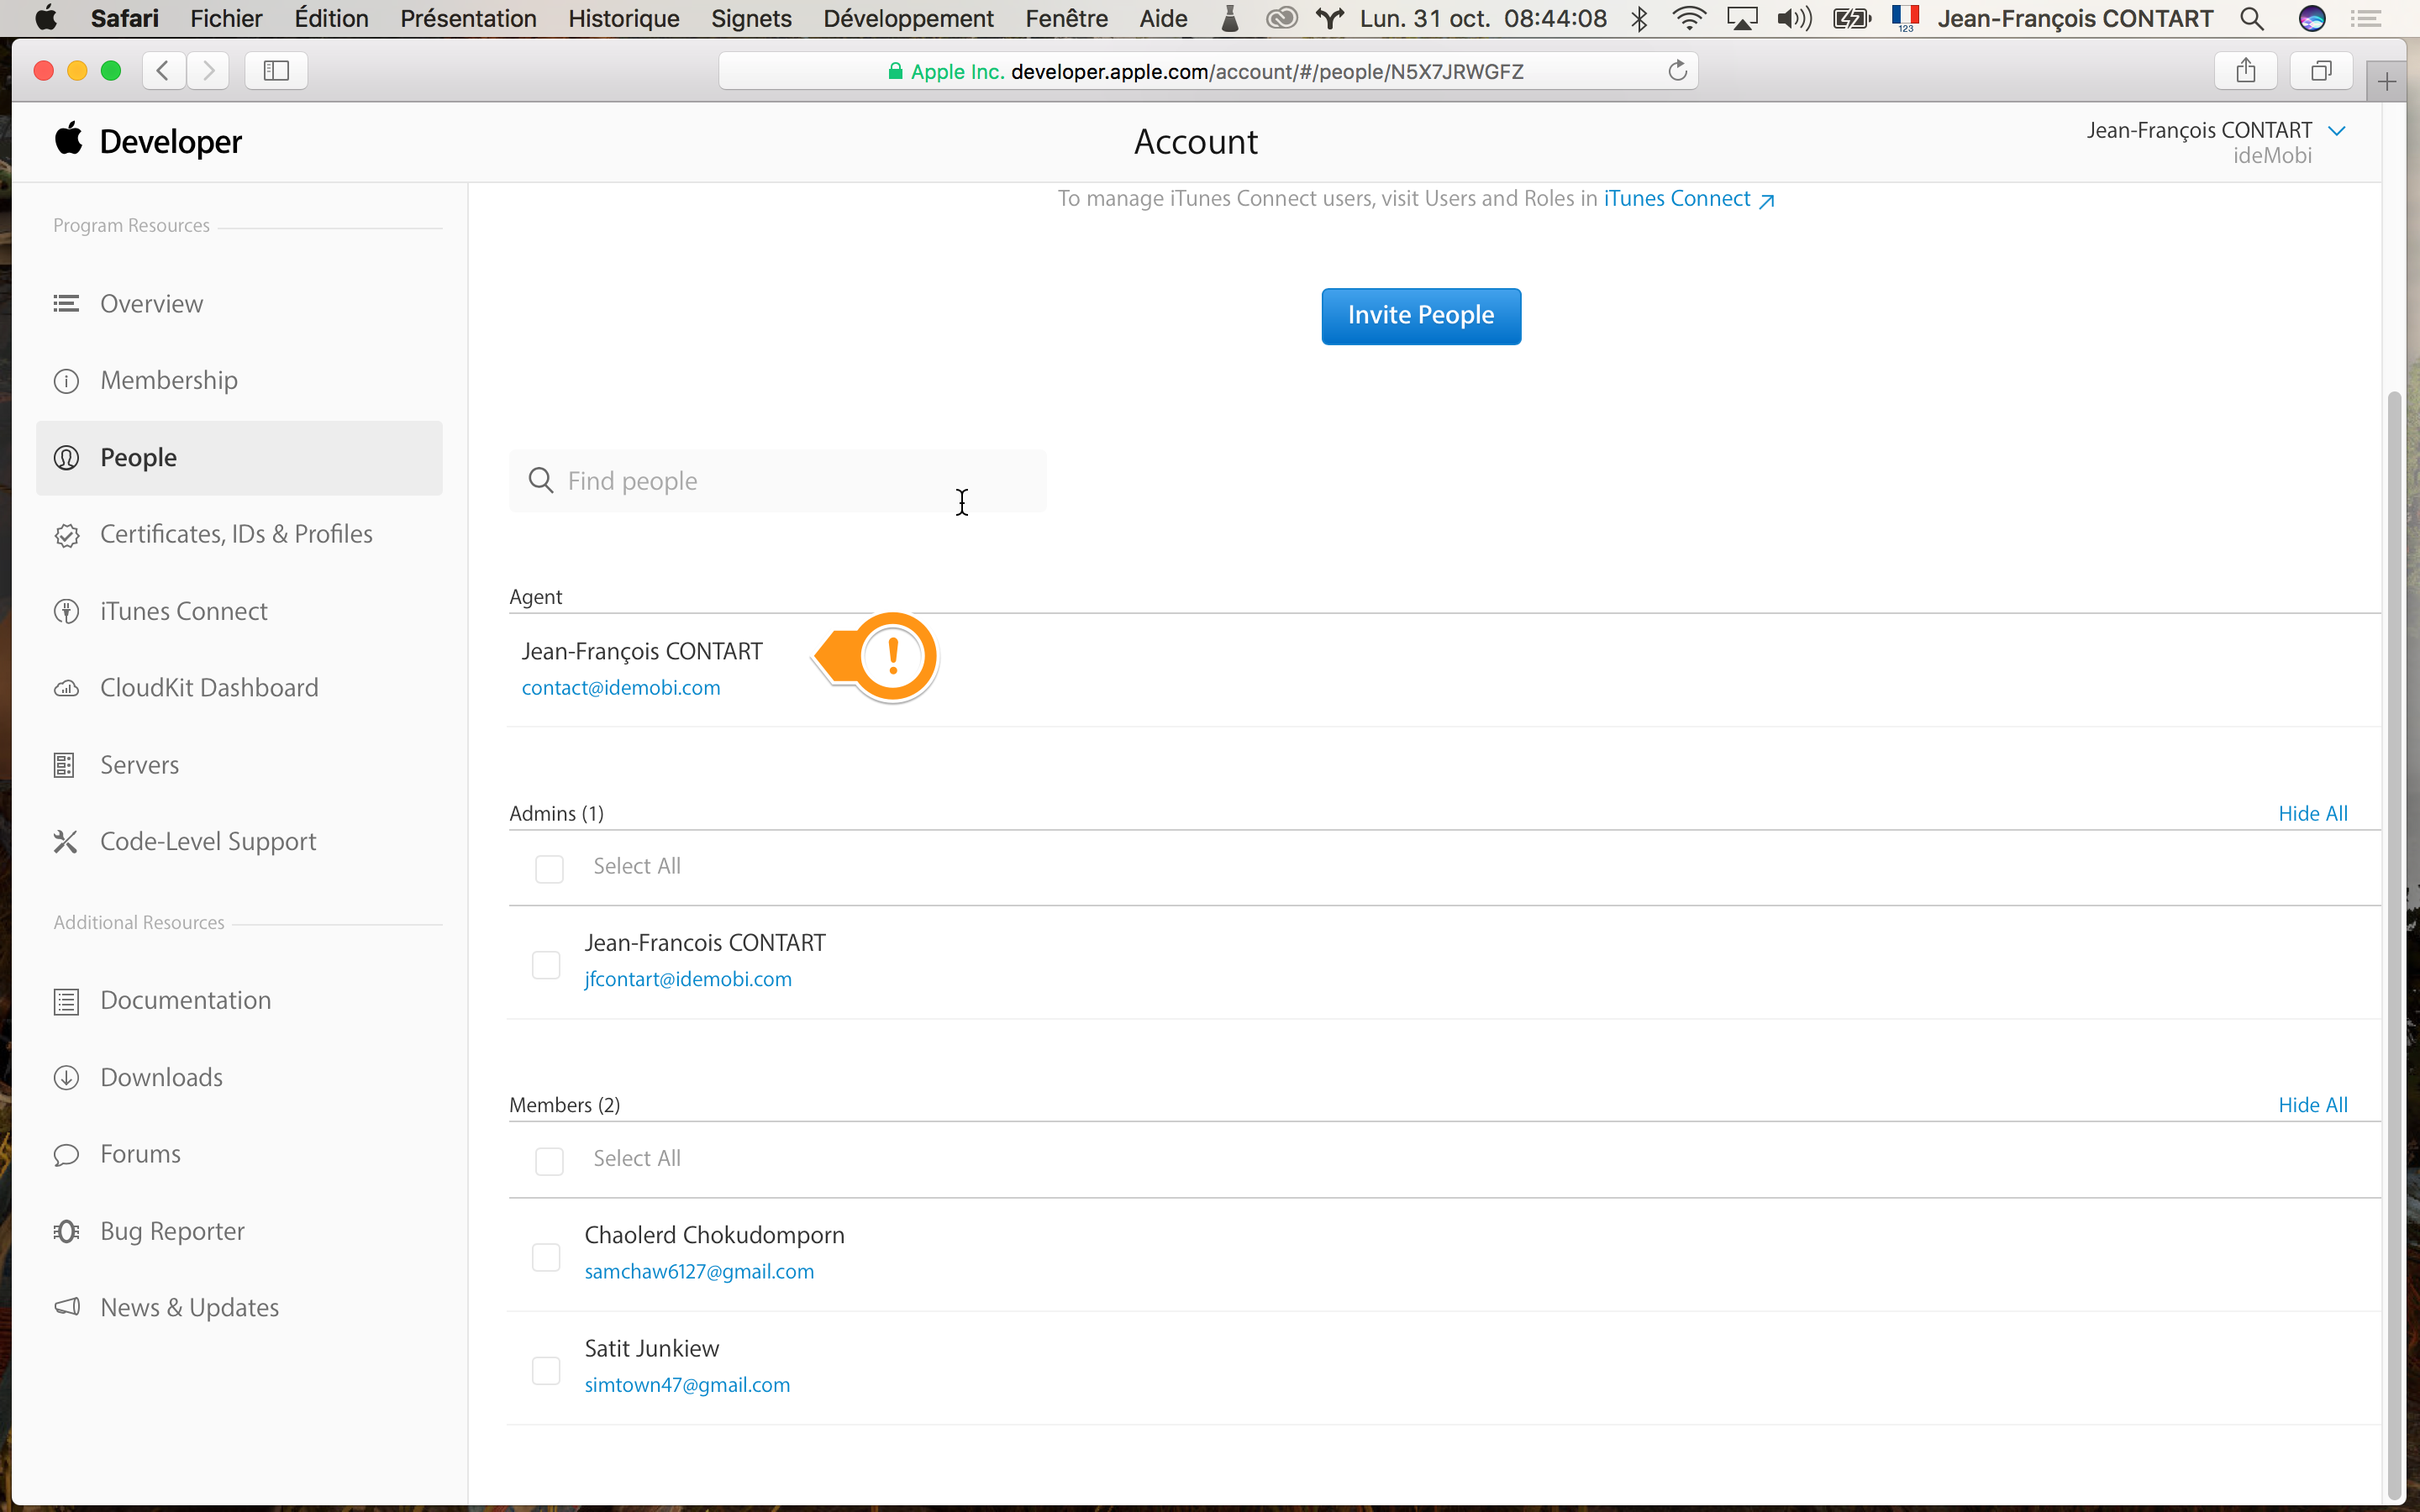 Safari Fichier Édition Présentation Historique Signets Développement Fenêtre Aide Lun. 31 oct. 08:44:08 123 Jean-François CONTART
Apple Inc. developer.apple.com/account/#/people/N5X7JRWGFZ
Developer
Account
Jean-François CONTART
ideMobi
Program Resources
Overview
Membership
People
Certificates, IDs & Profiles
iTunes Connect
CloudKit Dashboard
Servers
Code-Level Support
Additional Resources
Documentation
Downloads
Forums
Bug Reporter
News & Updates
To manage iTunes Connect users, visit Users and Roles in iTunes Connect
Invite People
Find people
Agent
Jean-François CONTART
contact@idemobi.com
!
Admins (1)
Hide All
Select All
Jean-Francois CONTART
jfcontart@idemobi.com
Members (2)
Hide All
Select All
Chaolerd Chokudomporn
samchaw6127@gmail.com
Satit Junkiew
simtown47@gmail.com